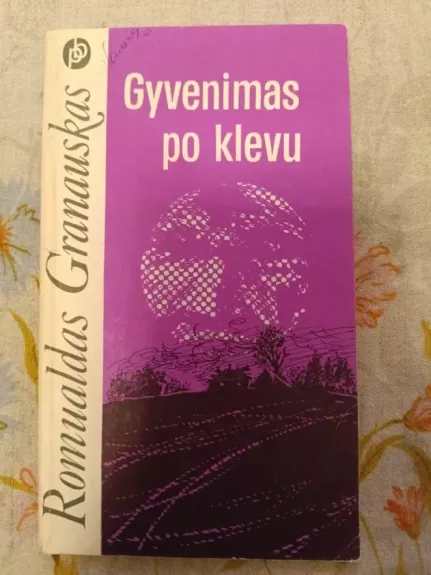 Gyvenimas
po klevu
Romualdas Granauskas